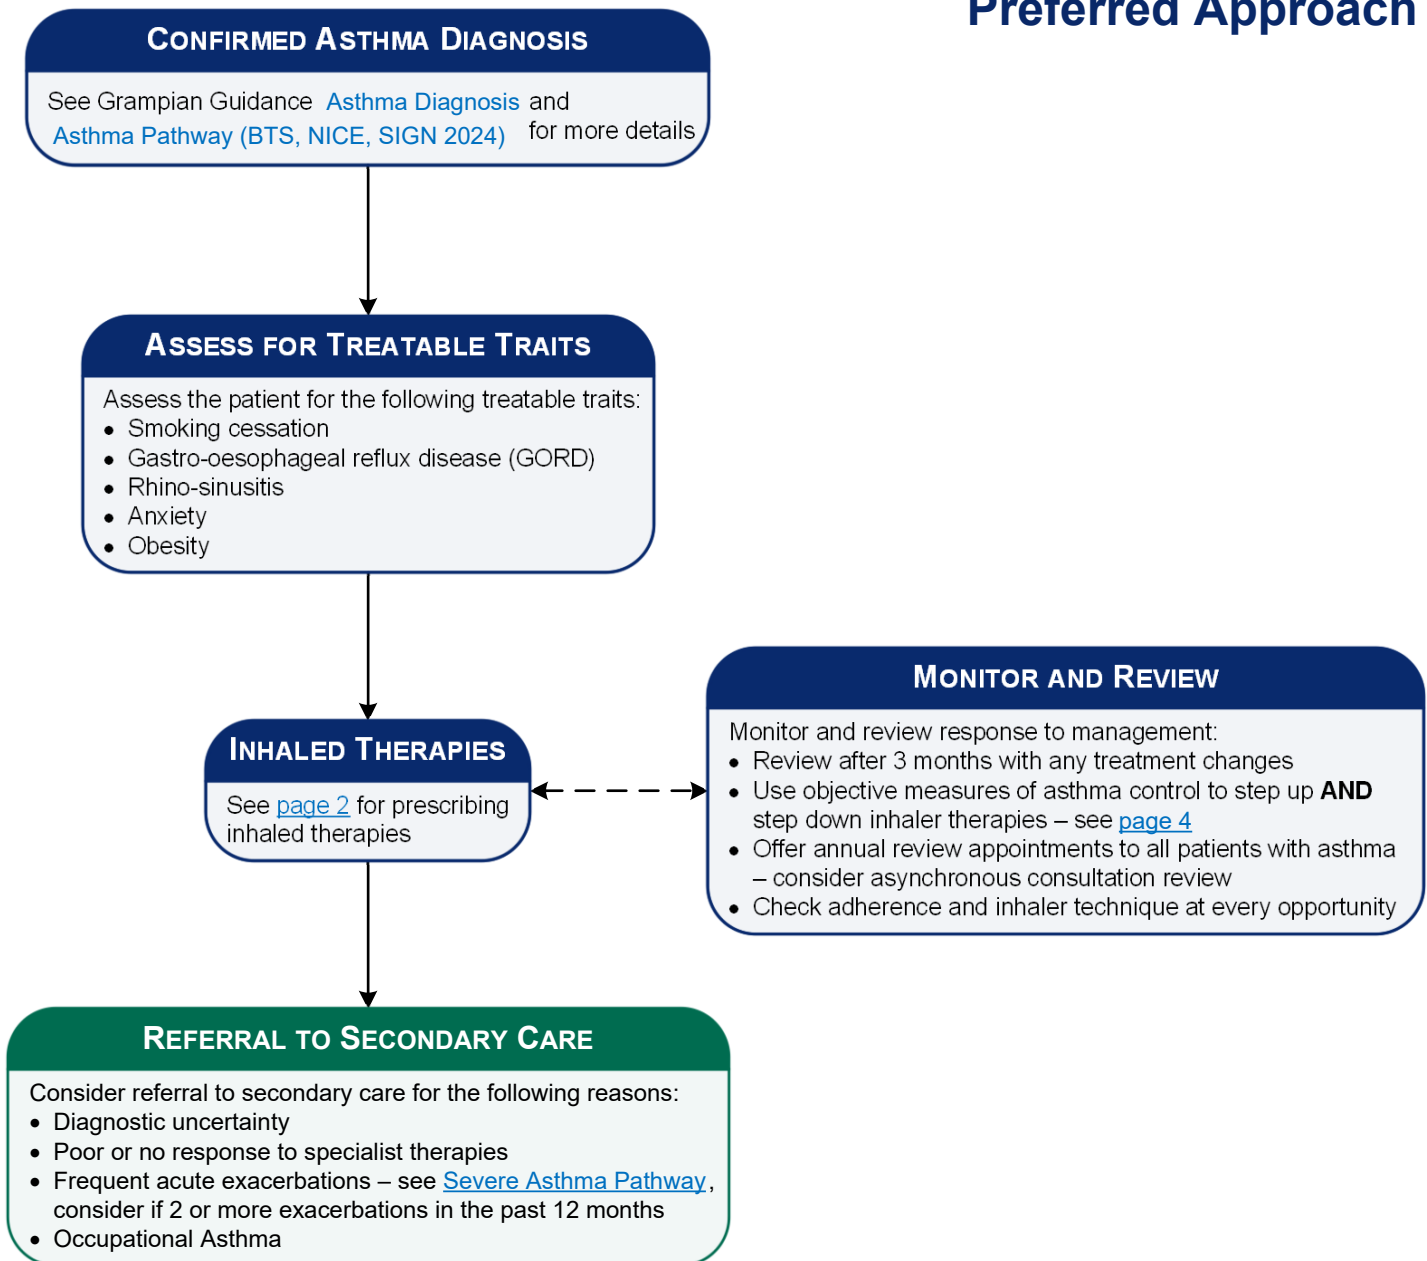 Preferred Approach
CONFIRMED ASTHMA DIAGNOSIS
See Grampian Guidance Asthma Diagnosis and
Asthma Pathway (BTS, NICE, SIGN 2024) for more details
ASSESS FOR TREATABLE TRAITS
Assess the patient for the following treatable traits:
• Smoking cessation
• Gastro-oesophageal reflux disease (GORD)
• Rhino-sinusitis
• Anxiety
• Obesity
INHALED THERAPIES
See page 2 for prescribing
inhaled therapies
MONITOR AND REVIEW
Monitor and review response to management:
• Review after 3 months with any treatment changes
• Use objective measures of asthma control to step up AND
step down inhaler therapies – see page 4
• Offer annual review appointments to all patients with asthma
– consider asynchronous consultation review
• Check adherence and inhaler technique at every opportunity
REFERRAL TO SECONDARY CARE
Consider referral to secondary care for the following reasons:
• Diagnostic uncertainty
• Poor or no response to specialist therapies
• Frequent acute exacerbations – see Severe Asthma Pathway,
consider if 2 or more exacerbations in the past 12 months
• Occupational Asthma